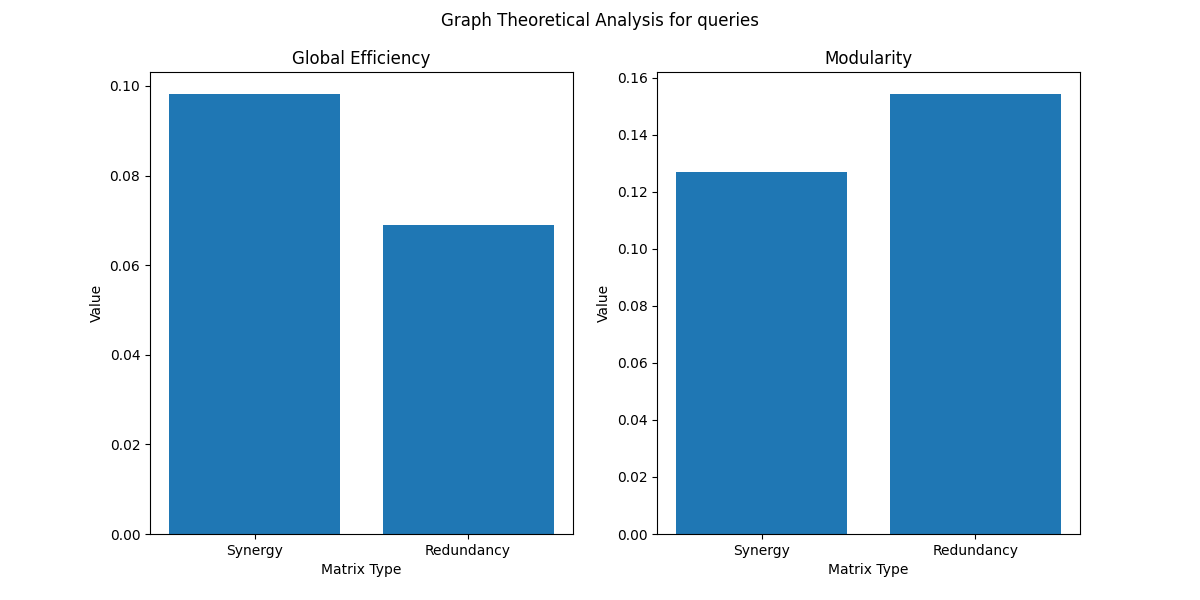 Graph Theoretical Analysis for queries
Global Efficiency
0.10
0.08
0.06
0.04
0.02
0.00
Value
Synergy Redundancy
Matrix Type
Modularity
0.16
0.14
0.12
0.10
0.08
0.06
0.04
0.02
0.00
Value
Synergy Redundancy
Matrix Type